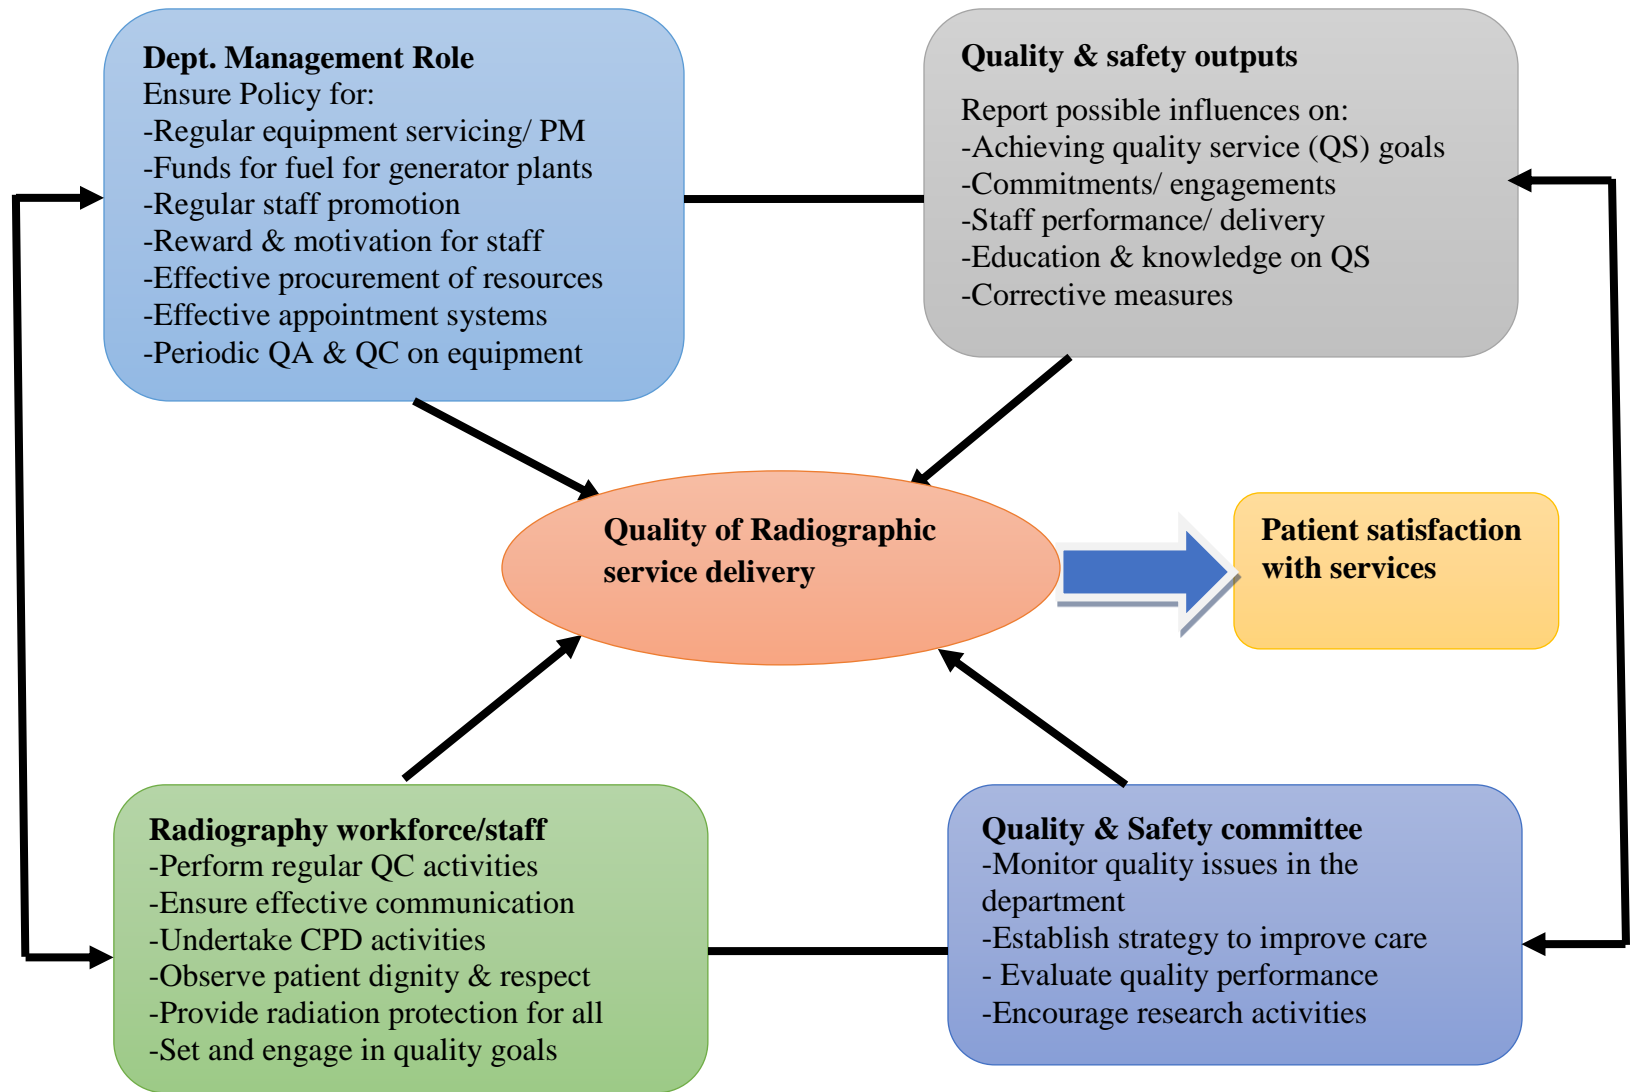 Dept. Management Role
Ensure Policy for:
-Regular equipment servicing/ PM
-Funds for fuel for generator plants
-Regular staff promotion
-Reward & motivation for staff
-Effective procurement of resources
-Effective appointment systems
-Periodic QA & QC on equipment
Quality & safety outputs
Report possible influences on:
-Achieving quality service (QS) goals
-Commitments/ engagements
-Staff performance/ delivery
-Education & knowledge on QS
-Corrective measures
Quality of Radiographic
service delivery
Patient satisfaction
with services
Radiography workforce/staff
-Perform regular QC activities
-Ensure effective communication
-Undertake CPD activities
-Observe patient dignity & respect
-Provide radiation protection for all
-Set and engage in quality goals
Quality & Safety committee
-Monitor quality issues in the
department
-Establish strategy to improve care
- Evaluate quality performance
-Encourage research activities